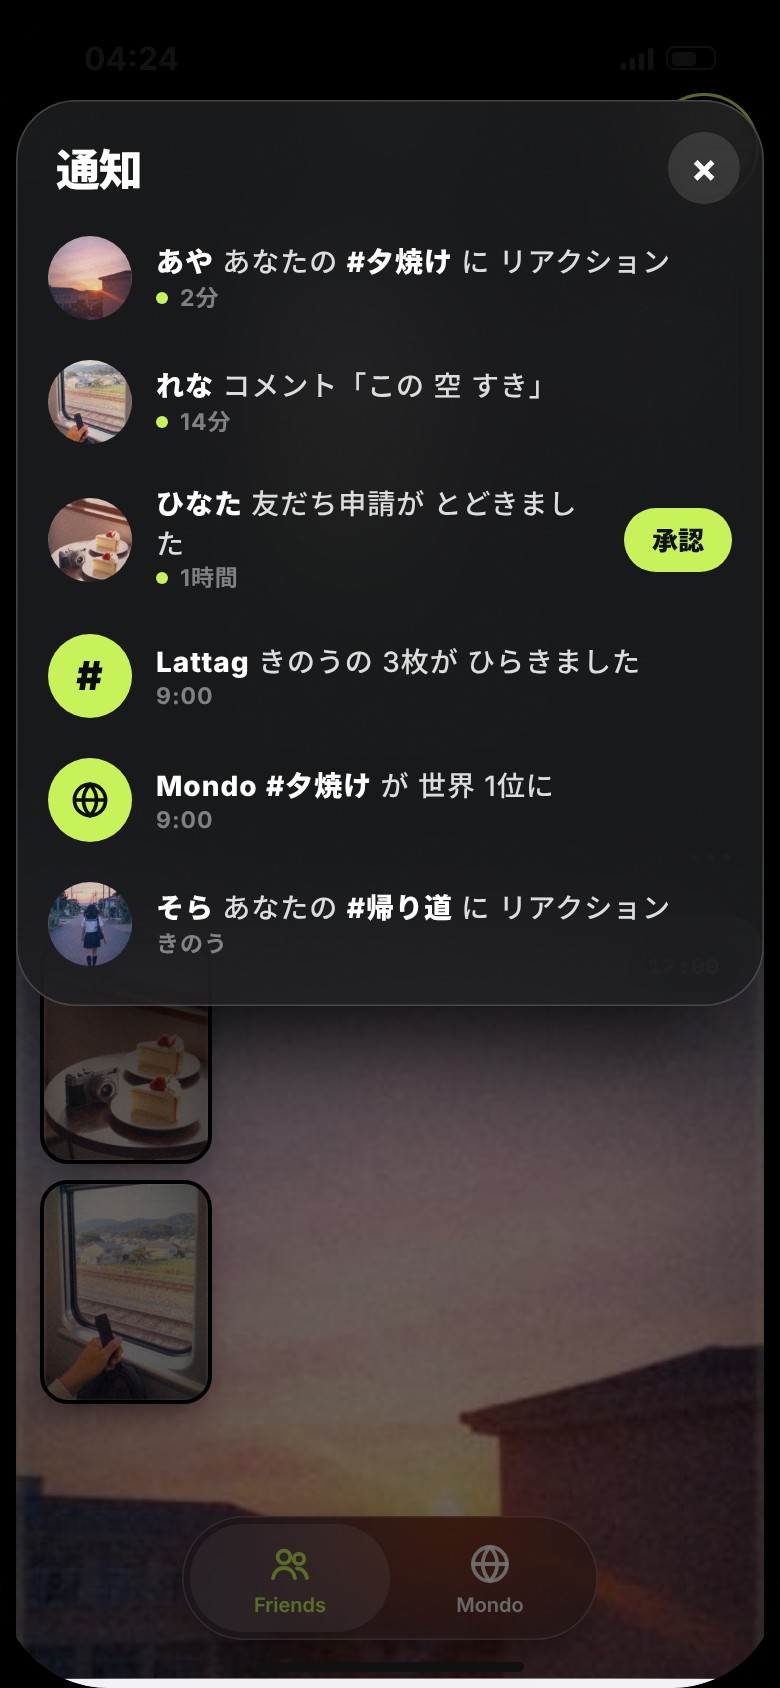 04:24
通知
×
あや あなたの #夕焼け に リアクション
2分
れな コメント「この 空 すき」
14分
ひなた 友だち申請が とどきまし
た
1時間
承認
#
Lattag きのうの 3枚が ひらきました
9:00
Mondo #夕焼け が 世界 1位に
9:00
そら あなたの #帰り道 に リアクション
きのう
Friends
Mondo